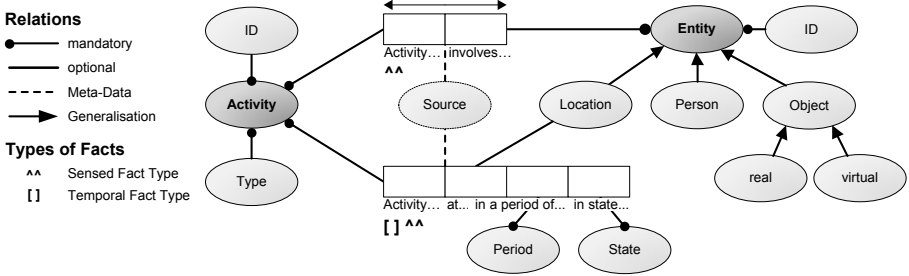 Relations
mandatory
optional
Meta-Data
Generalisation
Types of Facts
^^ Sensed Fact Type
[ ] Temporal Fact Type
ID
Activity
Type
Activity… involves…
^^
Source
Entity
ID
Location
Person
Object
real
virtual
Activity… at... in a period of... in state...
[ ] ^^
Period
State